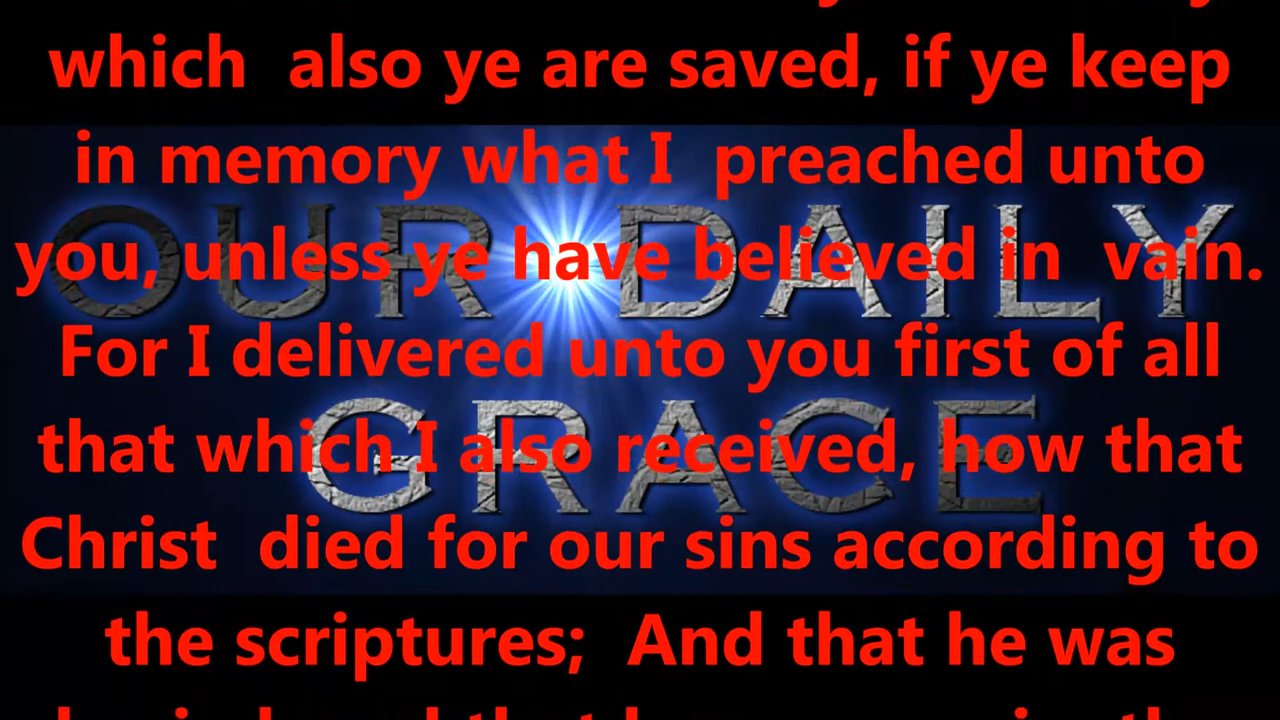 which also ye are saved, if ye keep
in memory what I preached unto
you, unless ye have believed in vain.
For I delivered unto you first of all
that which I also received, how that
Christ died for our sins according to
the scriptures; And that he was
OUR DAILY
GRACE